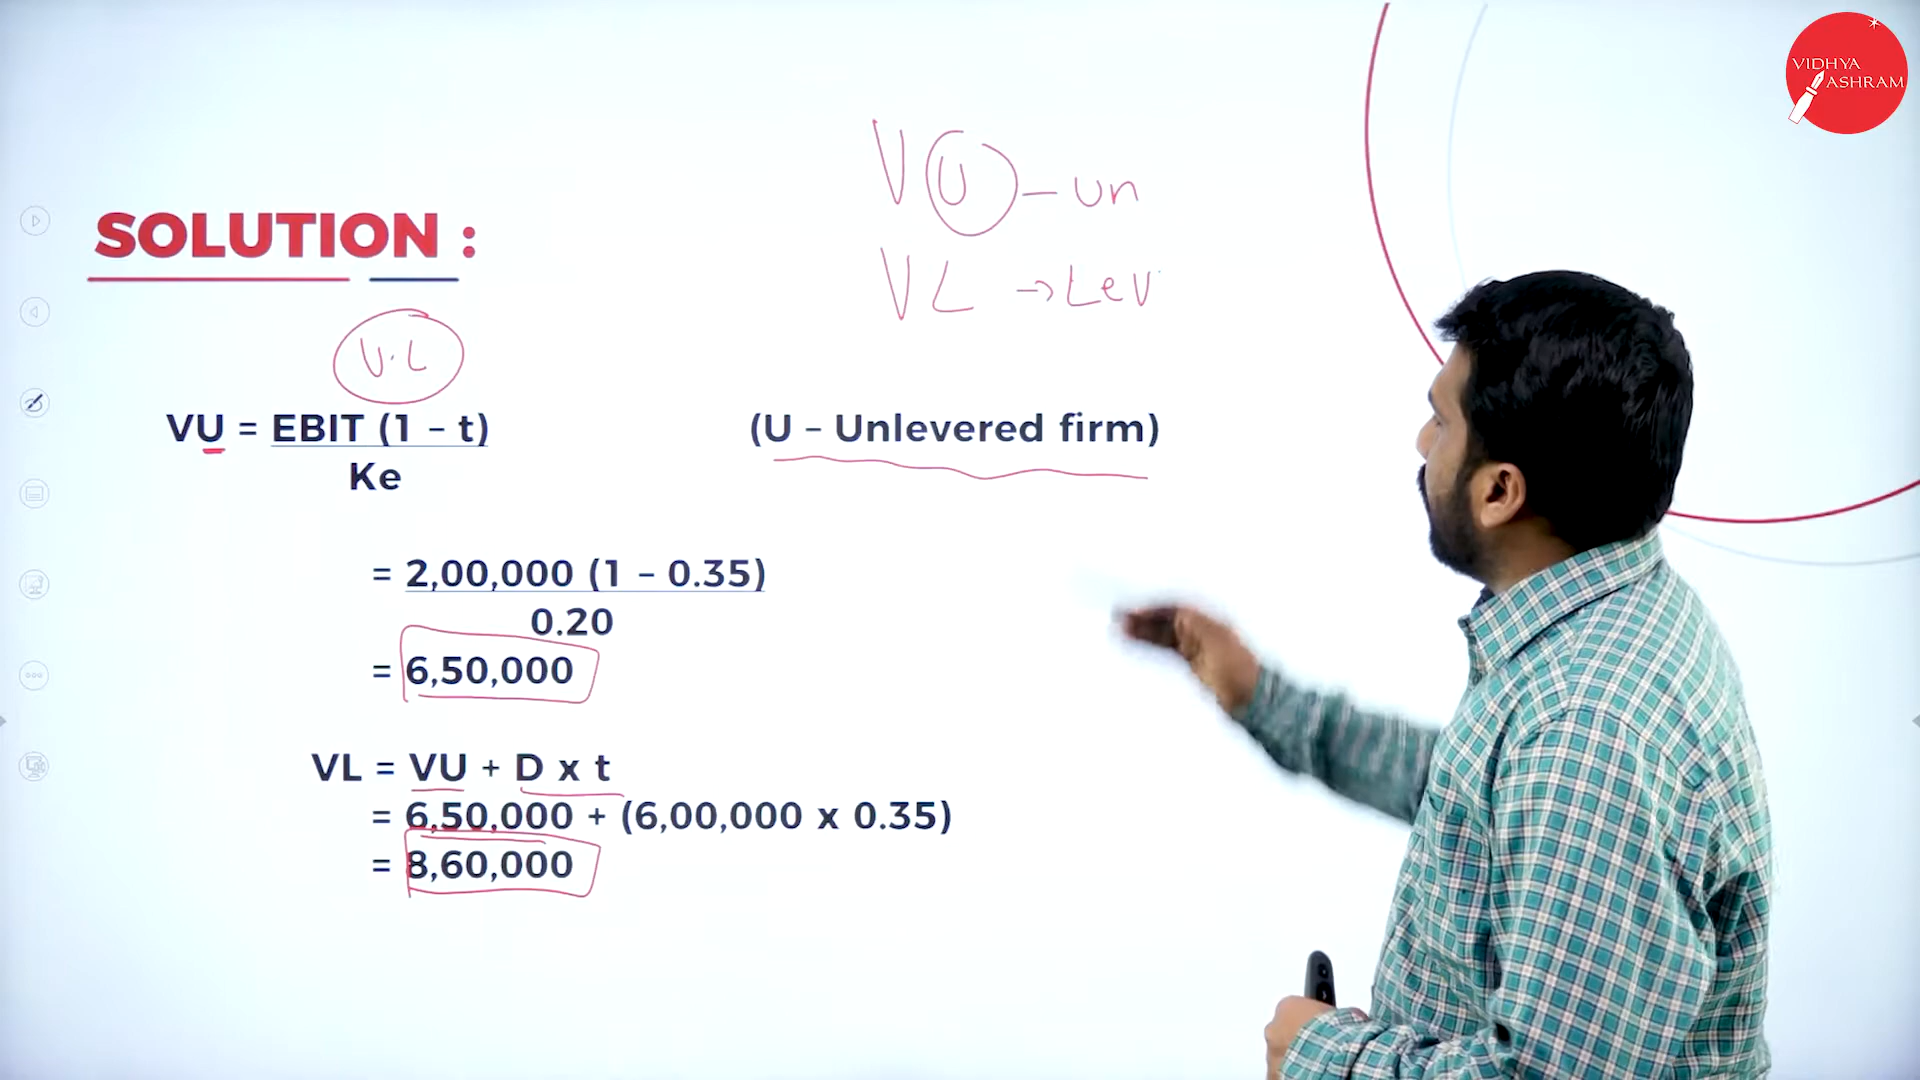 VIDHYA
ASHRAM
VU – un
VL → Lev
SOLUTION :
V.L
VU = EBIT (1 – t) (U – Unlevered firm)
Ke
= 2,00,000 (1 – 0.35)
0.20
= 6,50,000
VL = VU + D x t
= 6,50,000 + (6,00,000 x 0.35)
= 8,60,000